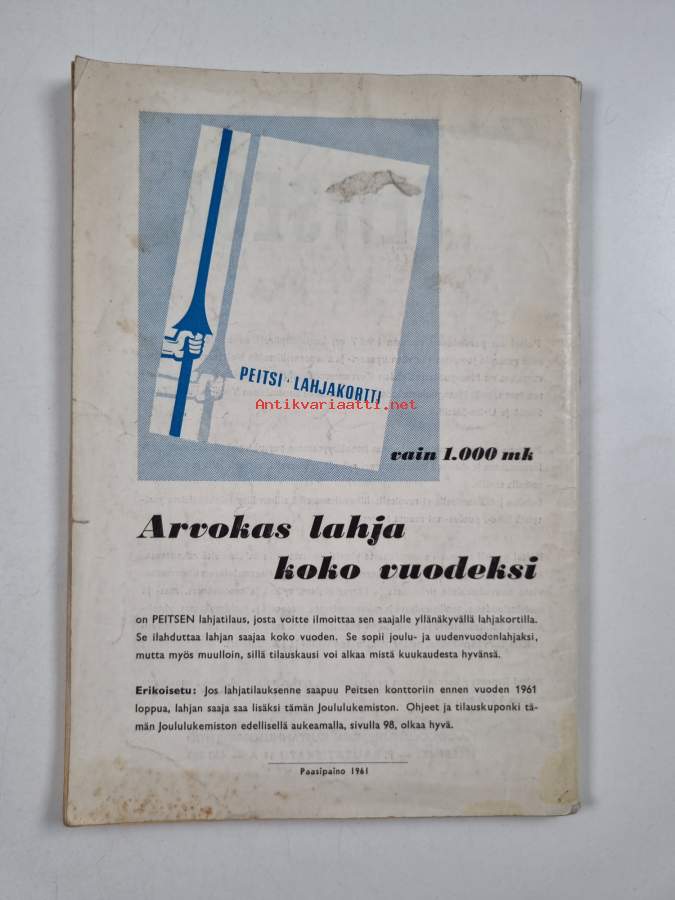 PEITSI · LAHJAKORTTI
Antikvariaatti.net
vain 1.000 mk
Arvokas lahja
koko vuodeksi
on PEITSEN lahjatilaus, josta voitte ilmoittaa sen saajalle yllänäkyvällä lahjakortilla.
Se ilahduttaa lahjan saajaa koko vuoden. Se sopii joulu- ja uudenvuodenlahjaksi,
mutta myös muulloin, sillä tilauskausi voi alkaa mistä kuukaudesta hyvänsä.
Erikoisetu: Jos lahjatilauksenne saapuu Peitsen konttoriin ennen vuoden 1961
loppua, lahjan saaja saa lisäksi tämän Joululukemiston. Ohjeet ja tilauskuponki tä-
män Joululukemiston edellisellä aukeamalla, sivulla 98, olkaa hyvä.
Paasipaino 1961